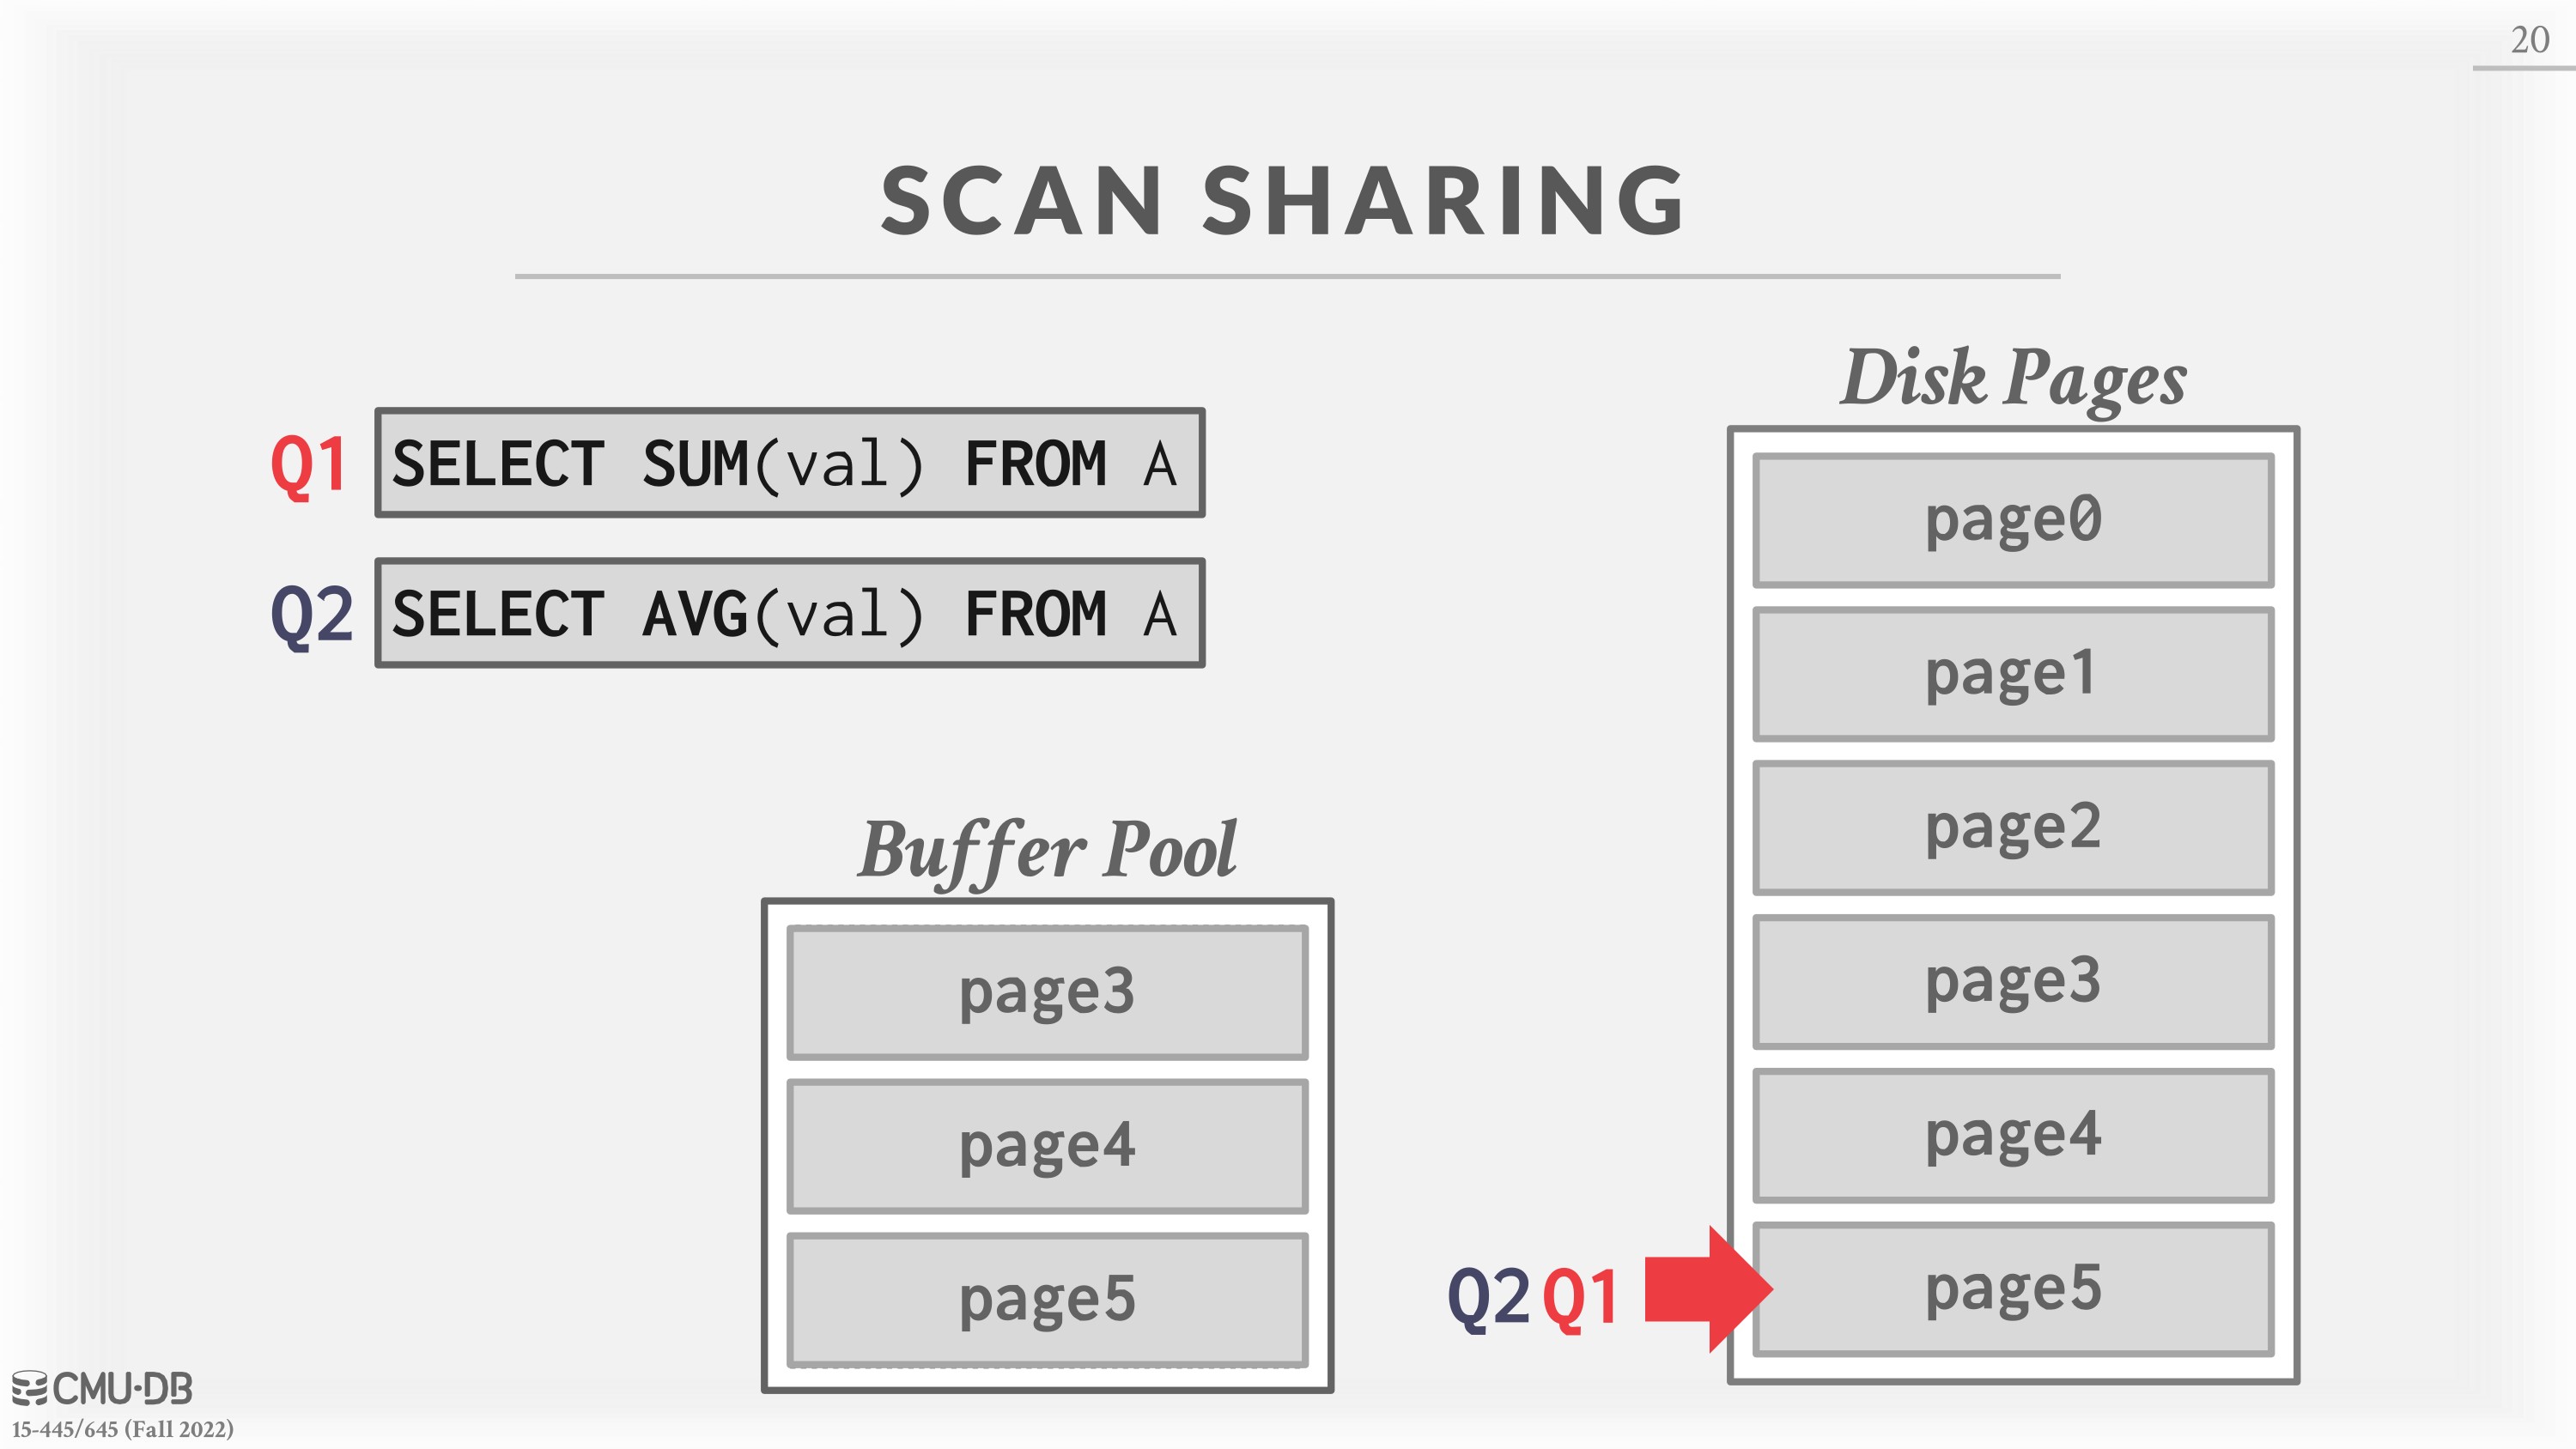 20
SCAN SHARING
Q1 SELECT SUM(val) FROM A
Q2 SELECT AVG(val) FROM A
Buffer Pool
page3
page4
page5
Disk Pages
page0
page1
page2
page3
page4
page5
Q2 Q1
CMU·DB
15-445/645 (Fall 2022)